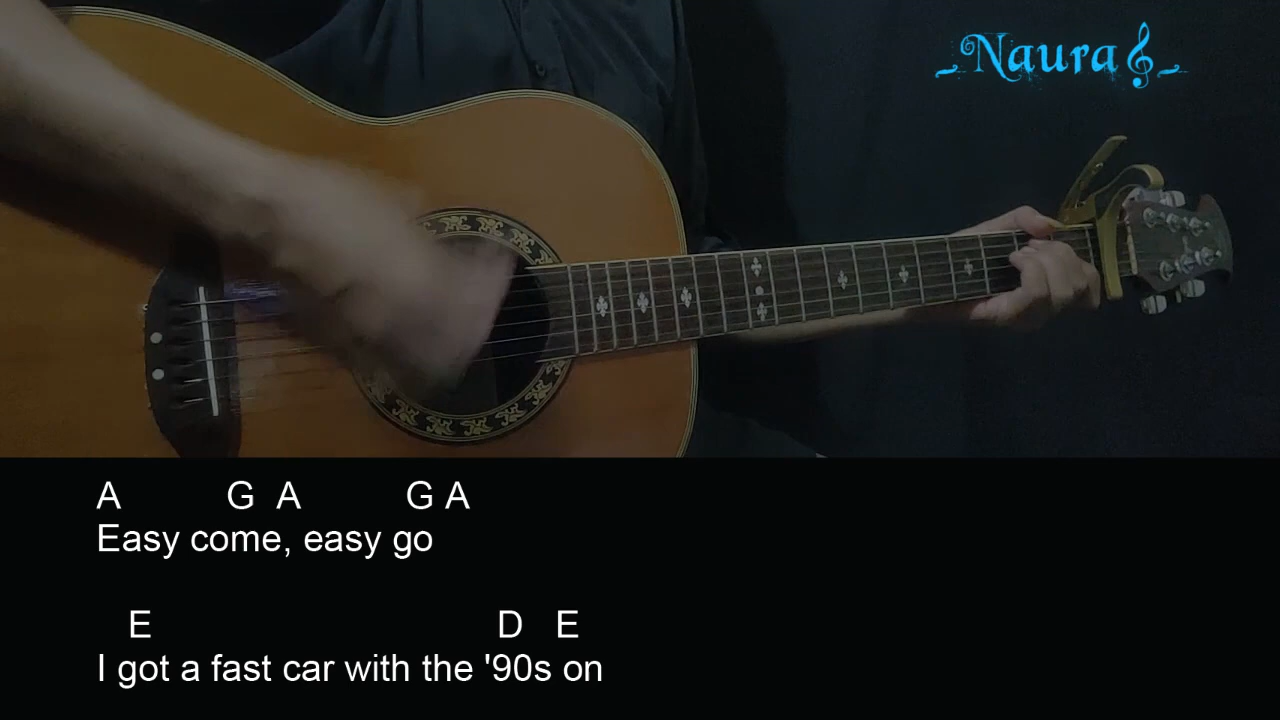 Naura
A G A G A
Easy come, easy go
E D E
I got a fast car with the '90s on